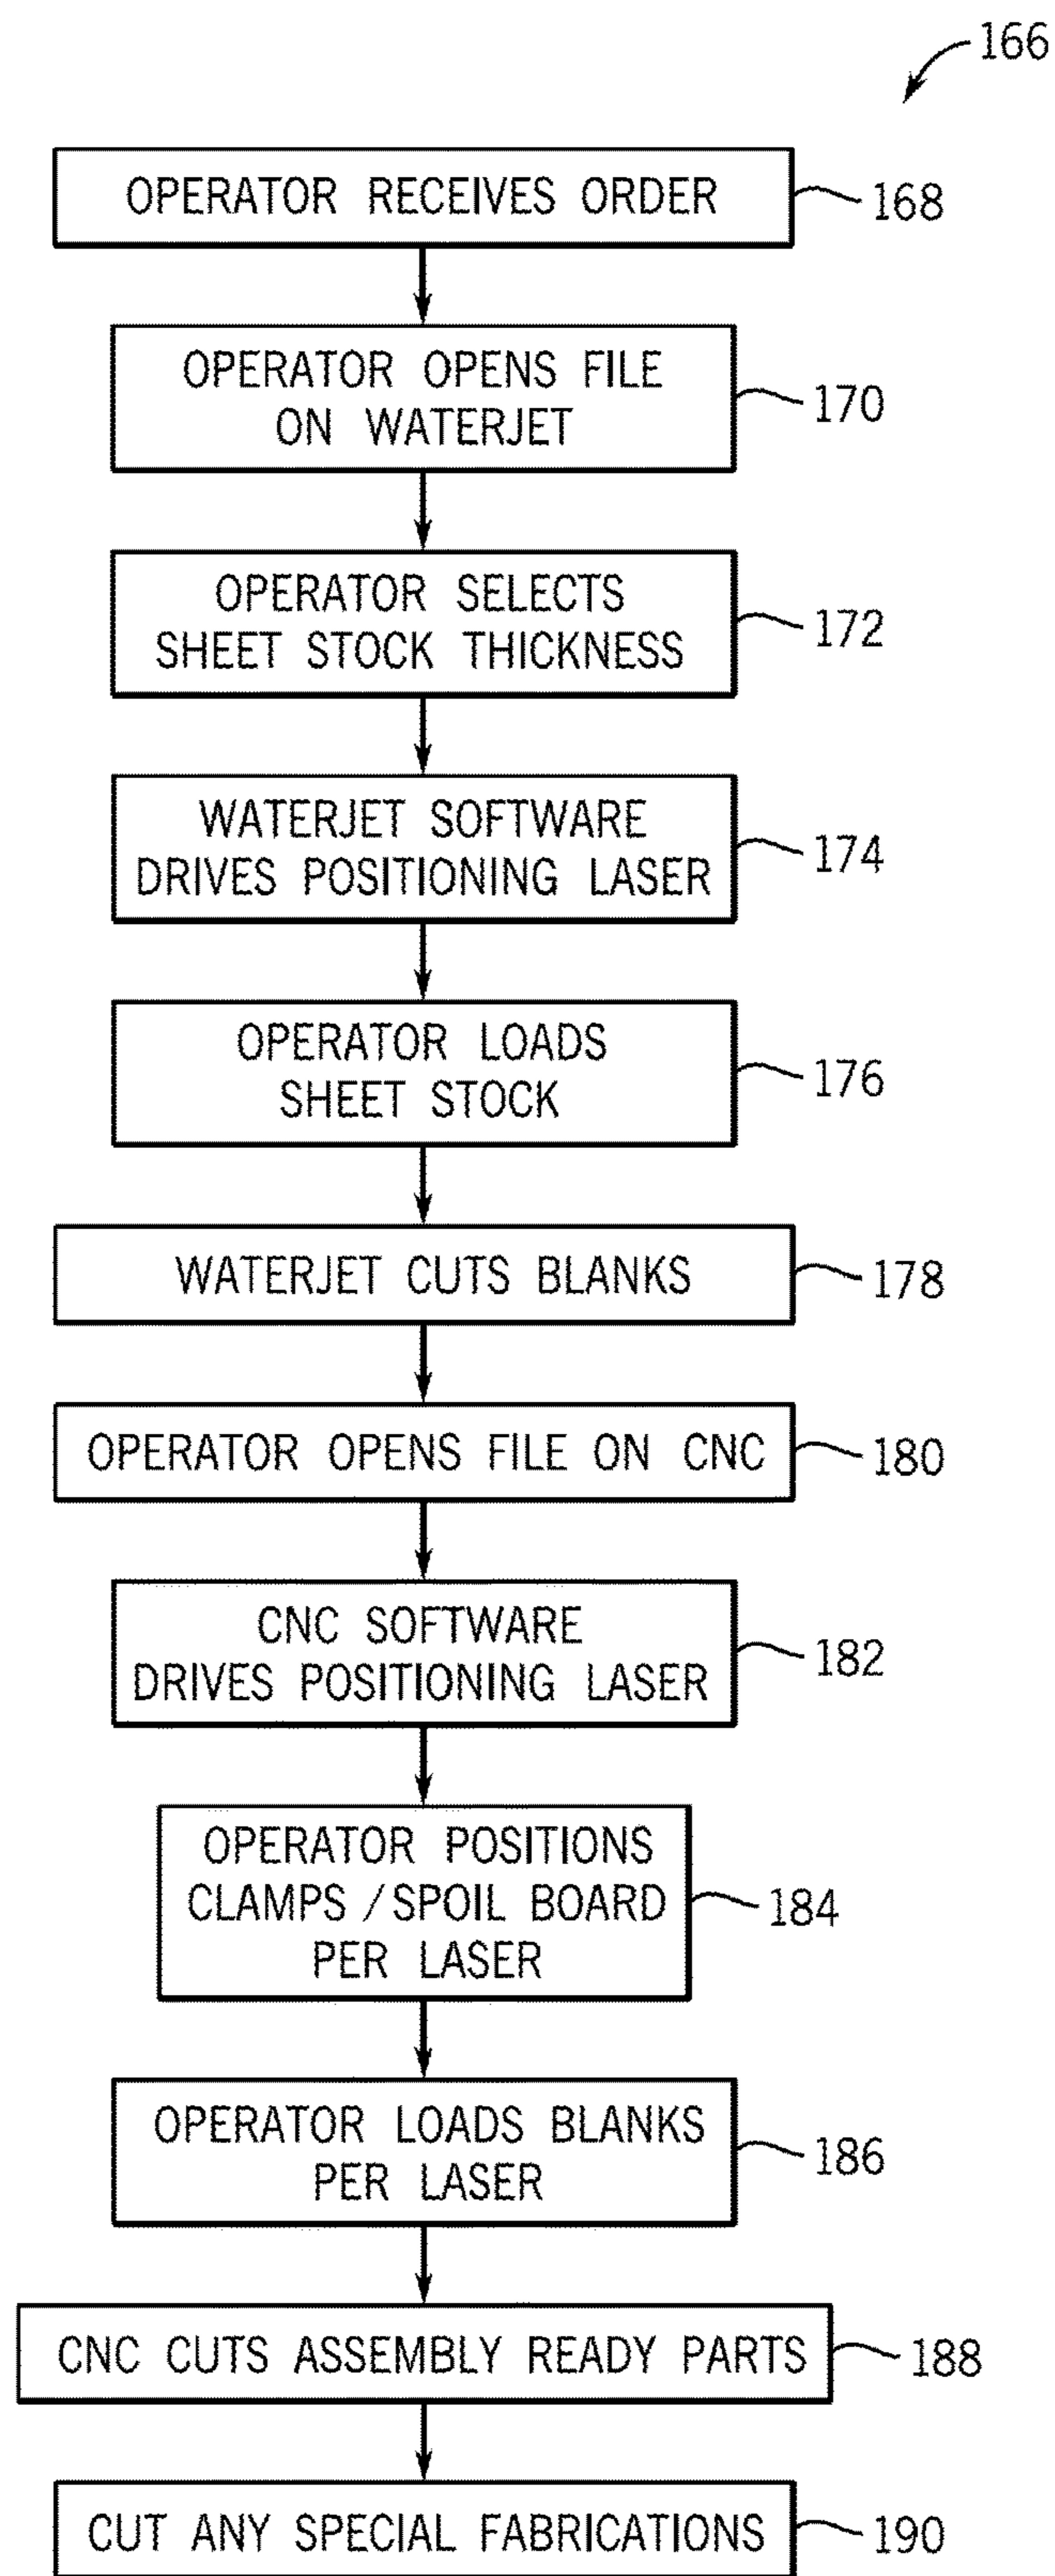 166
OPERATOR RECEIVES ORDER
168
OPERATOR OPENS FILE
ON WATERJET
170
OPERATOR SELECTS
SHEET STOCK THICKNESS
172
WATERJET SOFTWARE
DRIVES POSITIONING LASER
174
OPERATOR LOADS
SHEET STOCK
176
WATERJET CUTS BLANKS
178
OPERATOR OPENS FILE ON CNC
180
CNC SOFTWARE
DRIVES POSITIONING LASER
182
OPERATOR POSITIONS
CLAMPS / SPOIL BOARD
PER LASER
184
OPERATOR LOADS BLANKS
PER LASER
186
CNC CUTS ASSEMBLY READY PARTS
188
CUT ANY SPECIAL FABRICATIONS
190